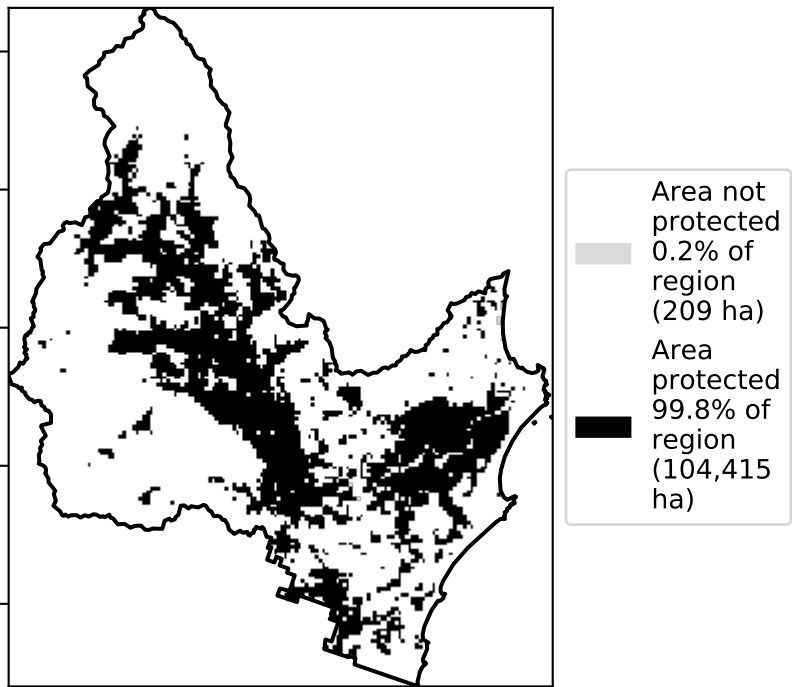 Area not
protected
0.2% of
region
(209 ha)
Area
protected
99.8% of
region
(104,415
ha)